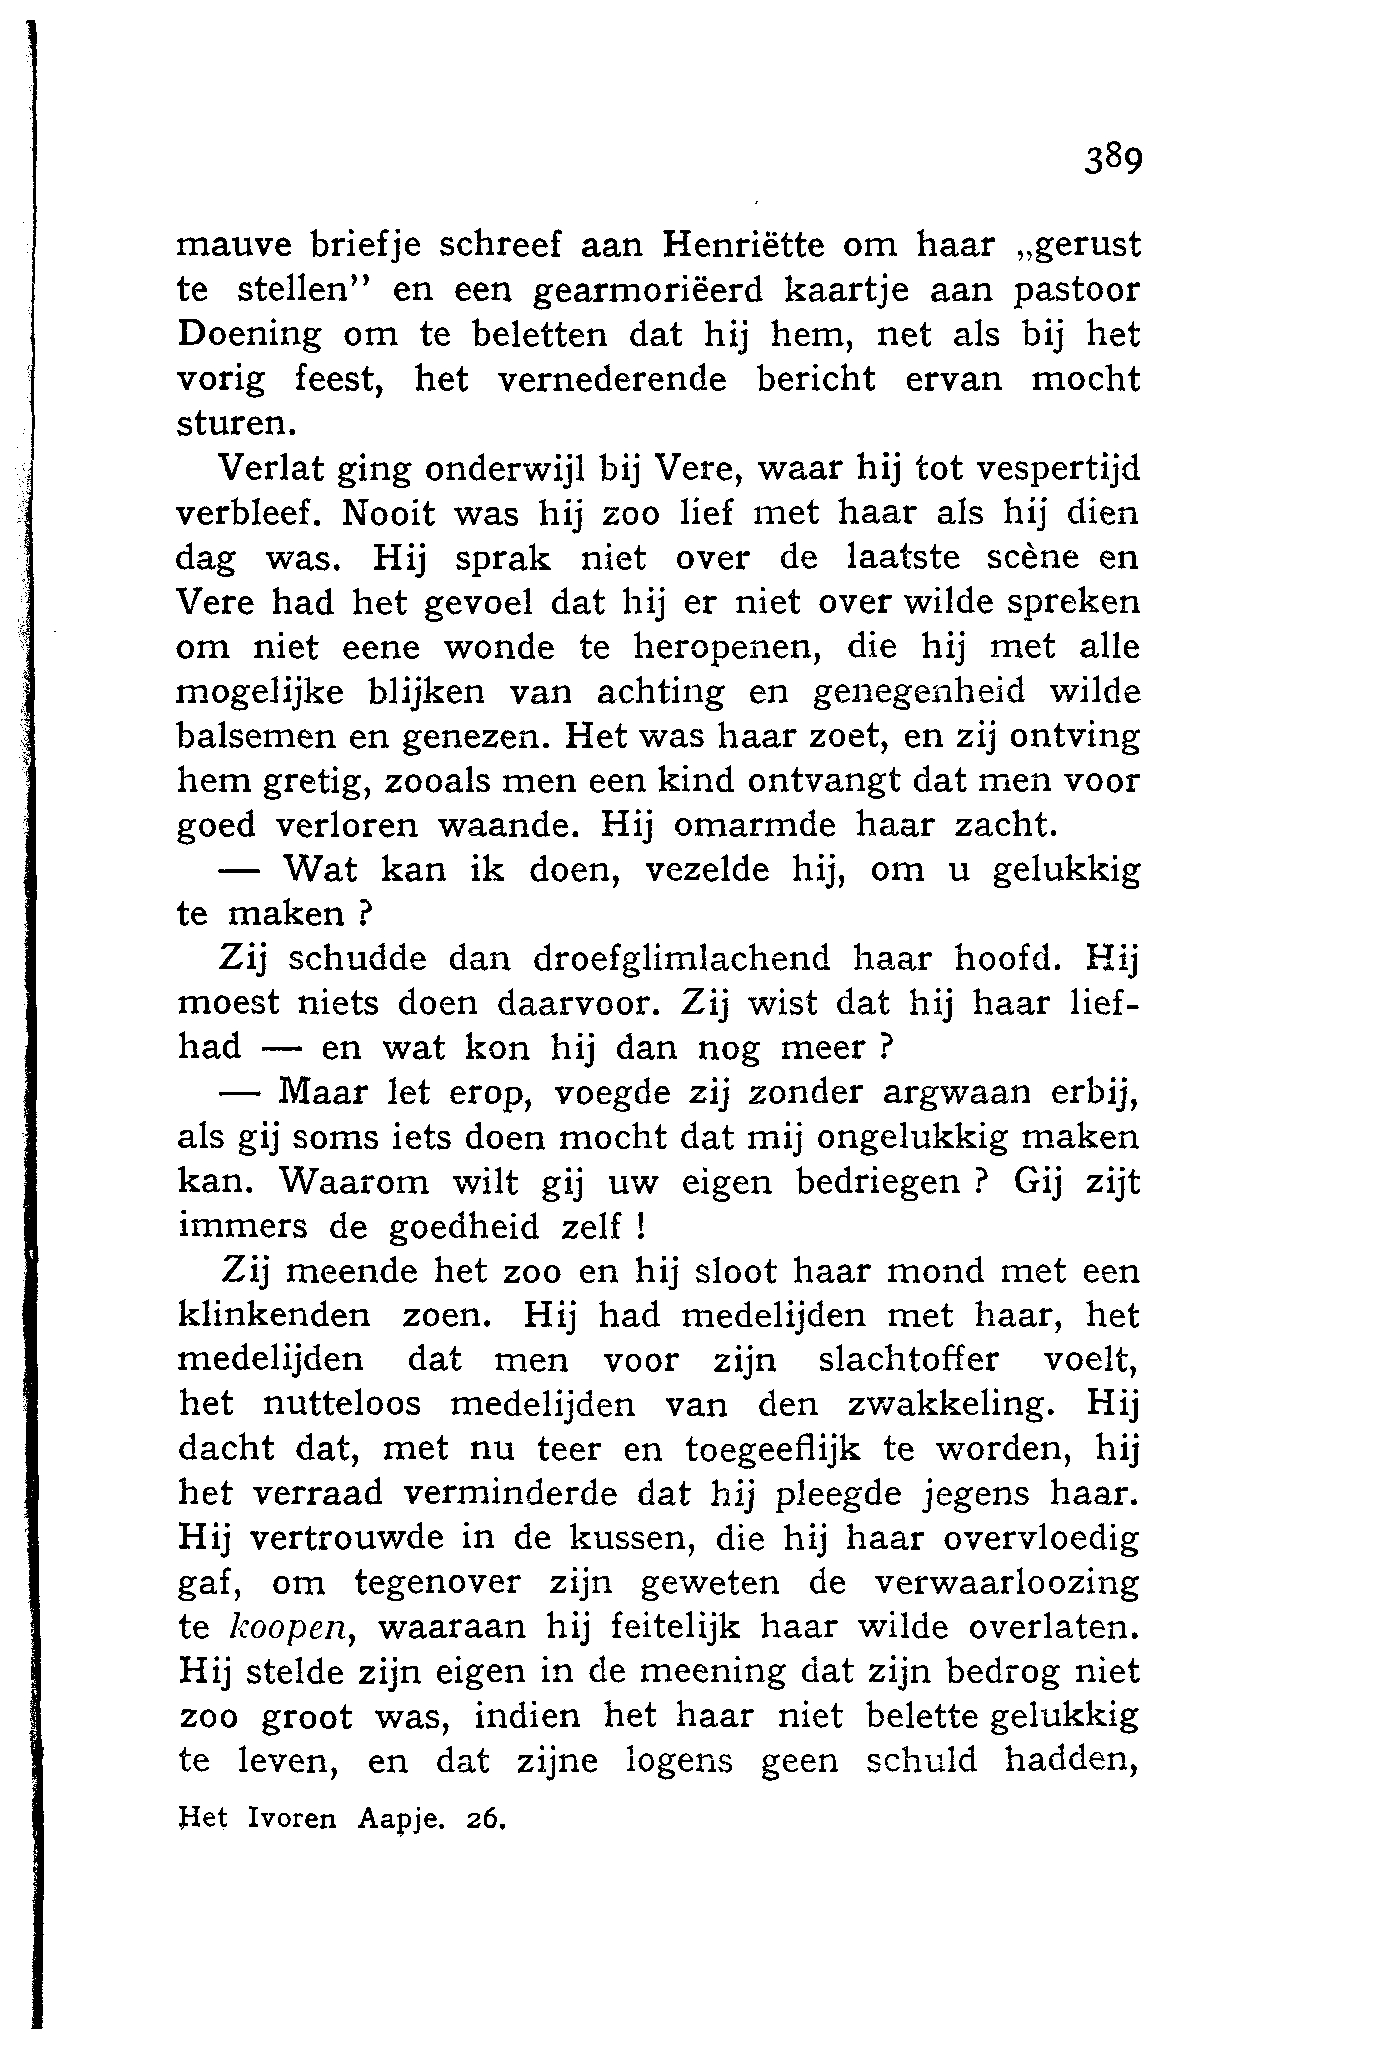 389
mauve briefje schreef aan Henriëtte om haar „gerust
te stellen” en een gearmoriëerd kaartje aan pastoor
Doening om te beletten dat hij hem, net als bij het
vorig feest, het vernederende bericht ervan mocht
sturen.
Verlat ging onderwijl bij Vere, waar hij tot vespertijd
verbleef. Nooit was hij zoo lief met haar als hij dien
dag was. Hij sprak niet over de laatste scène en
Vere had het gevoel dat hij er niet over wilde spreken
om niet eene wonde te heropenen, die hij met alle
mogelijke blijken van achting en genegenheid wilde
balsemen en genezen. Het was haar zoet, en zij ontving
hem gretig, zooals men een kind ontvangt dat men voor
goed verloren waande. Hij omarmde haar zacht.
— Wat kan ik doen, vezelde hij, om u gelukkig
te maken ?
Zij schudde dan droefglimlachend haar hoofd. Hij
moest niets doen daarvoor. Zij wist dat hij haar lief-
had — en wat kon hij dan nog meer ?
— Maar let erop, voegde zij zonder argwaan erbij,
als gij soms iets doen mocht dat mij ongelukkig maken
kan. Waarom wilt gij uw eigen bedriegen ? Gij zijt
immers de goedheid zelf !
Zij meende het zoo en hij sloot haar mond met een
klinkenden zoen. Hij had medelijden met haar, het
medelijden dat men voor zijn slachtoffer voelt,
het nutteloos medelijden van den zwakkeling. Hij
dacht dat, met nu teer en toegeeflijk te worden, hij
het verraad verminderde dat hij pleegde jegens haar.
Hij vertrouwde in de kussen, die hij haar overvloedig
gaf, om tegenover zijn geweten de verwaarloozing
te koopen, waaraan hij feitelijk haar wilde overlaten.
Hij stelde zijn eigen in de meening dat zijn bedrog niet
zoo groot was, indien het haar niet belette gelukkig
te leven, en dat zijne logens geen schuld hadden,
Het Ivoren Aapje. 26.